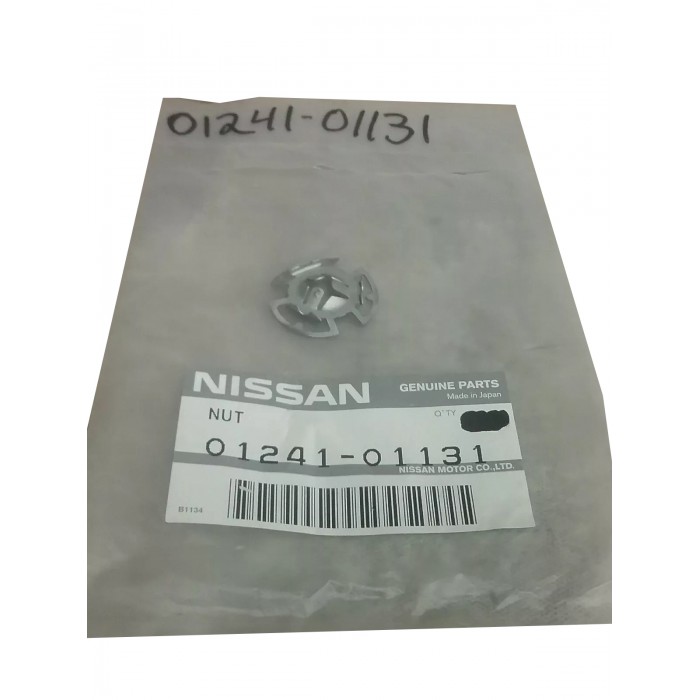 01241-01131
NISSAN GENUINE PARTS
Made in Japan
NUT Q'TY
01241-01131
NISSAN MOTOR CO.,LTD.
B1134